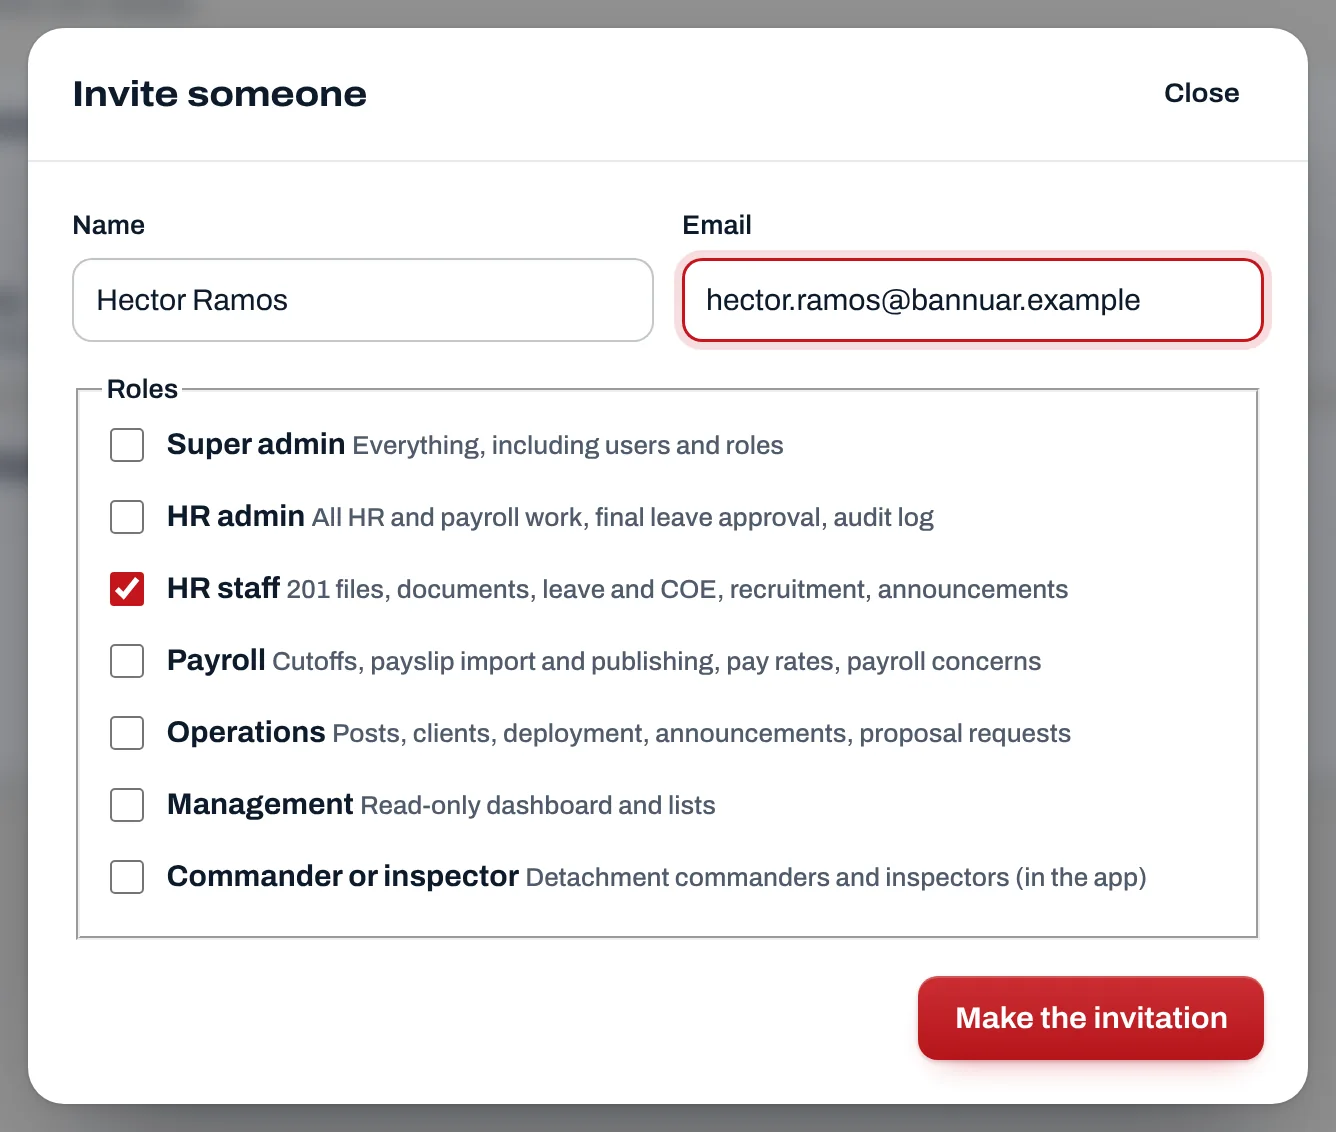 Invite someone
Close
Name
Email
Hector Ramos
hector.ramos@bannuar.example
Roles
Super admin Everything, including users and roles
HR admin All HR and payroll work, final leave approval, audit log
HR staff 201 files, documents, leave and COE, recruitment, announcements
Payroll Cutoffs, payslip import and publishing, pay rates, payroll concerns
Operations Posts, clients, deployment, announcements, proposal requests
Management Read-only dashboard and lists
Commander or inspector Detachment commanders and inspectors (in the app)
Make the invitation